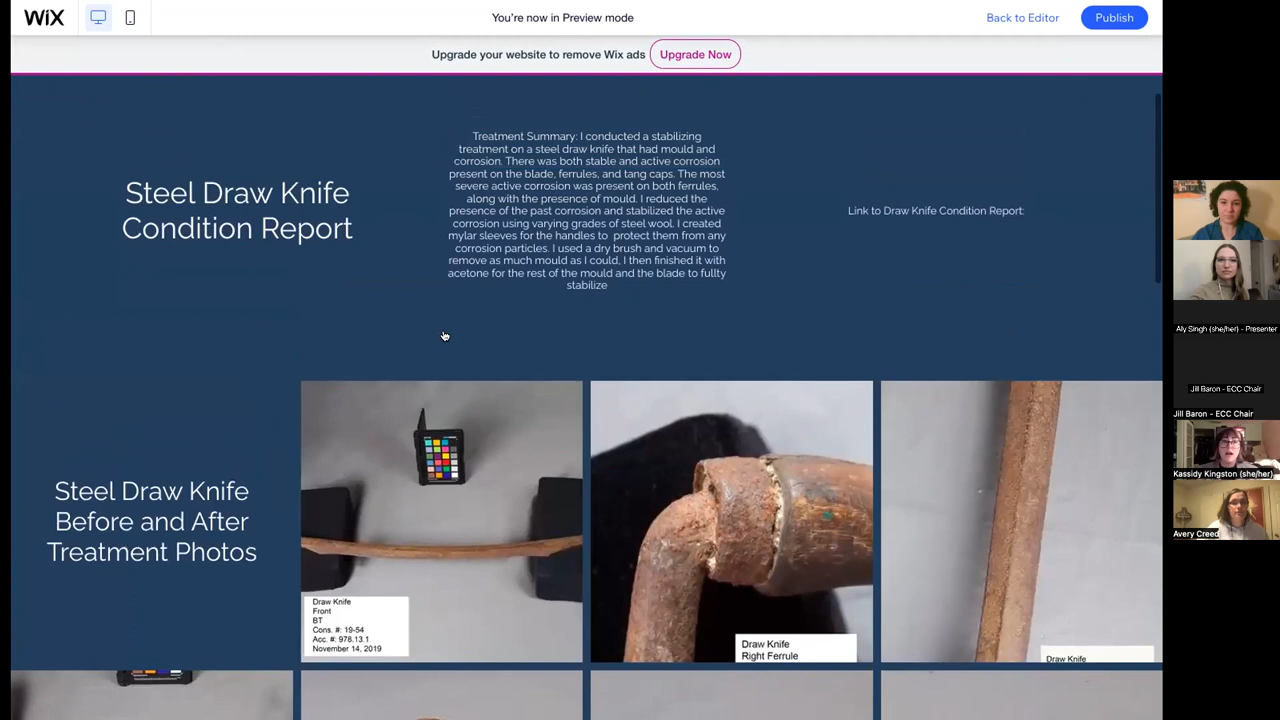 WiX
You're now in Preview mode
Back to Editor
Publish
Upgrade your website to remove Wix ads
Upgrade Now
Steel Draw Knife
Condition Report
Treatment Summary: I conducted a stabilizing
treatment on a steel draw knife that had mould and
corrosion. There was both stable and active corrosion
present on the blade, ferrules, and tang caps. The most
severe active corrosion was present on both ferrules,
along with the presence of mould. I reduced the
presence of the past corrosion and stabilized the active
corrosion using varying grades of steel wool. I created
mylar sleeves for the handles to protect them from any
corrosion particles. I used a dry brush and vacuum to
remove as much mould as I could, I then finished it with
acetone for the rest of the mould and the blade to fullty
stabilize
Link to Draw Knife Condition Report:
Steel Draw Knife
Before and After
Treatment Photos
Draw Knife
Front
BT
Cons. #: 19-54
Acc. #: 978.13.1
November 14, 2019
Draw Knife
Right Ferrule
Draw Knife
Aly Singh (she/her) - Presenter
Jill Baron - ECC Chair
Jill Baron - ECC Chair
Kassidy Kingston (she/her)
Avery Creed